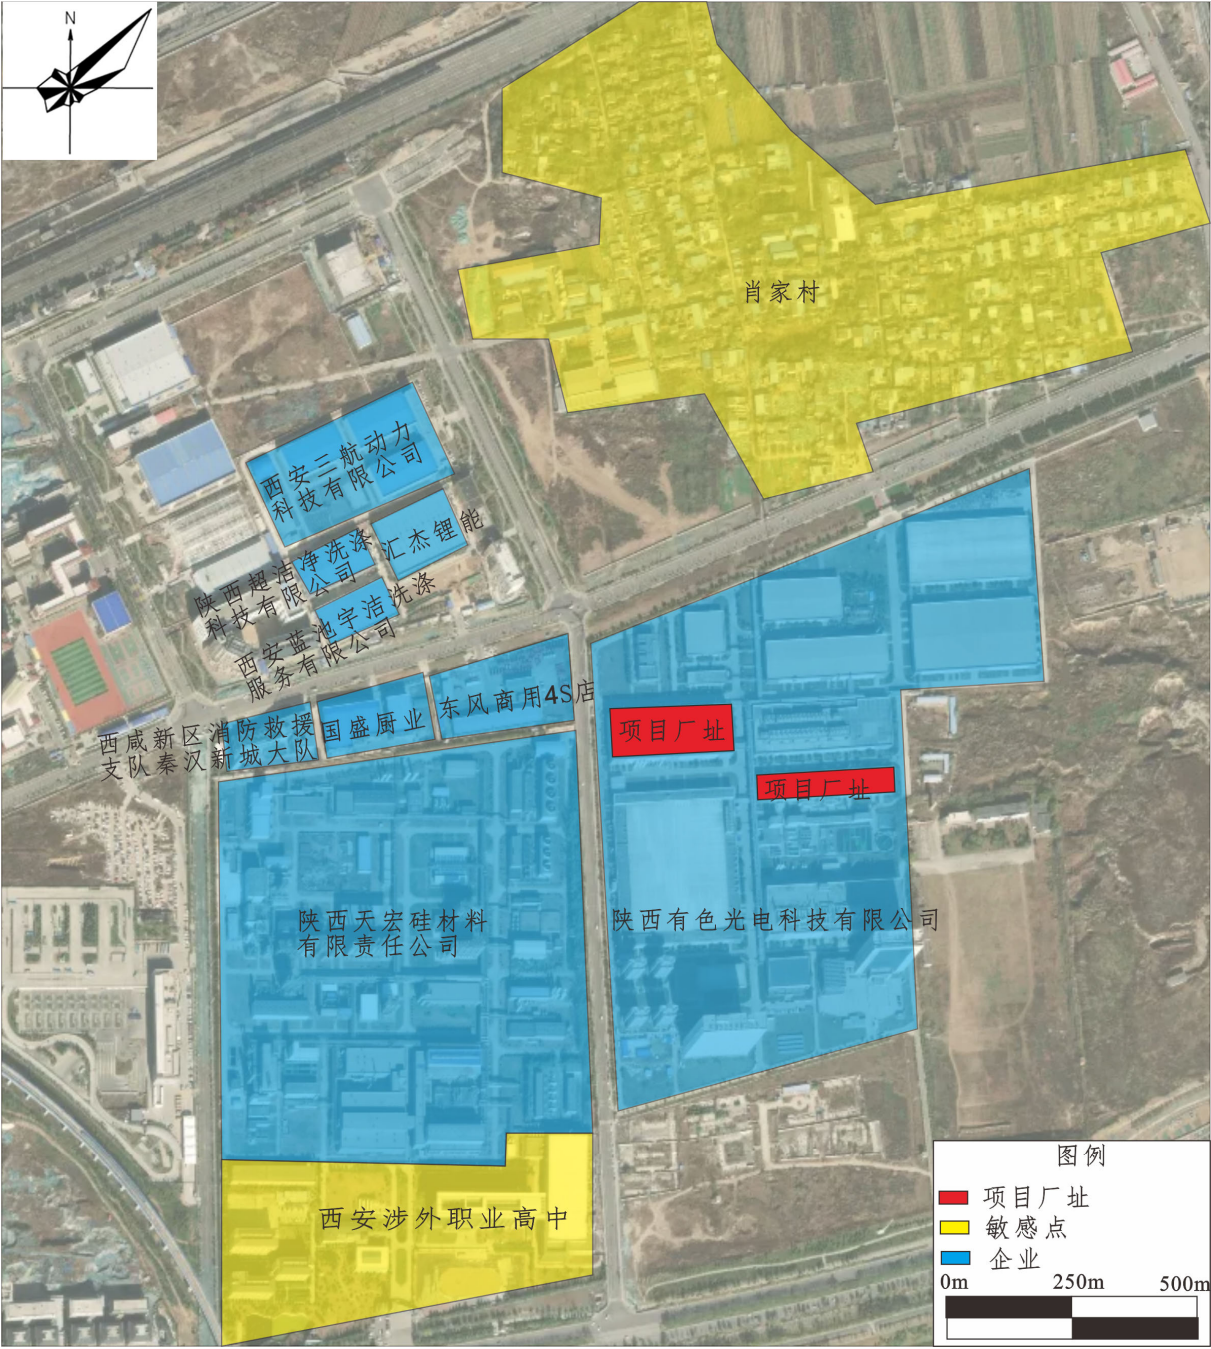 N
肖家村
西安三航动力
科技有限公司
汇杰锂能
陕西超洁净洗涤
科技有限公司
西安蓝池宇洁洗涤
服务有限公司
东风商用4S店
国盛厨业
西咸新区消防救援
支队秦汉新城大队
项目厂址
项目厂址
陕西天宏硅材料
有限责任公司
陕西有色光电科技有限公司
西安涉外职业高中
图例
项目厂址
敏感点
企业
0m 250m 500m